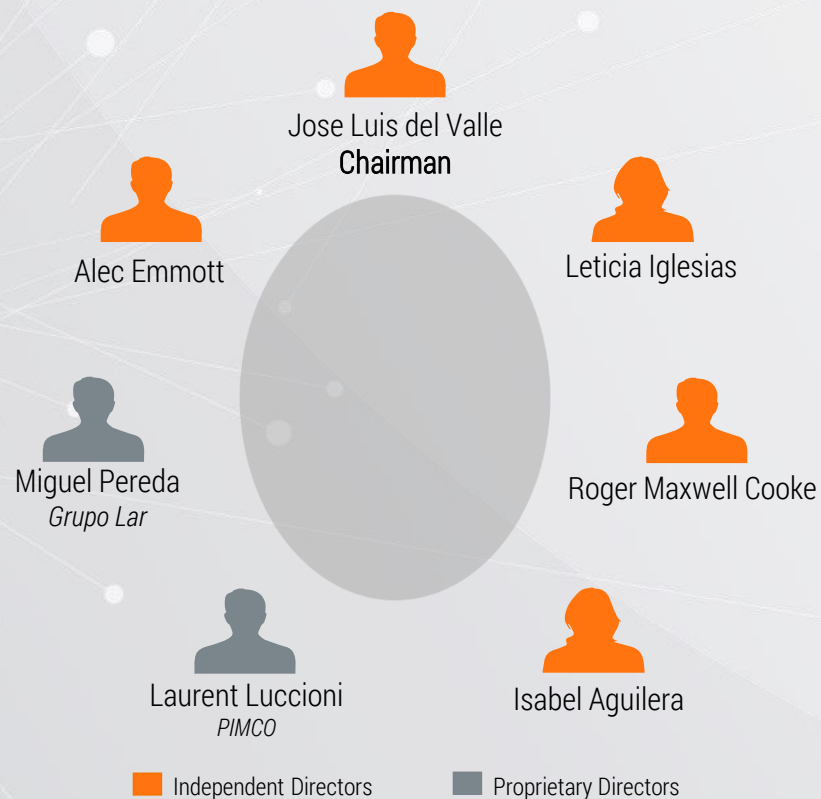 Jose Luis del Valle
Chairman
Alec Emmott
Leticia Iglesias
Miguel Pereda
Grupo Lar
Roger Maxwell Cooke
Laurent Luccioni
PIMCO
Isabel Aguilera
Independent Directors
Proprietary Directors